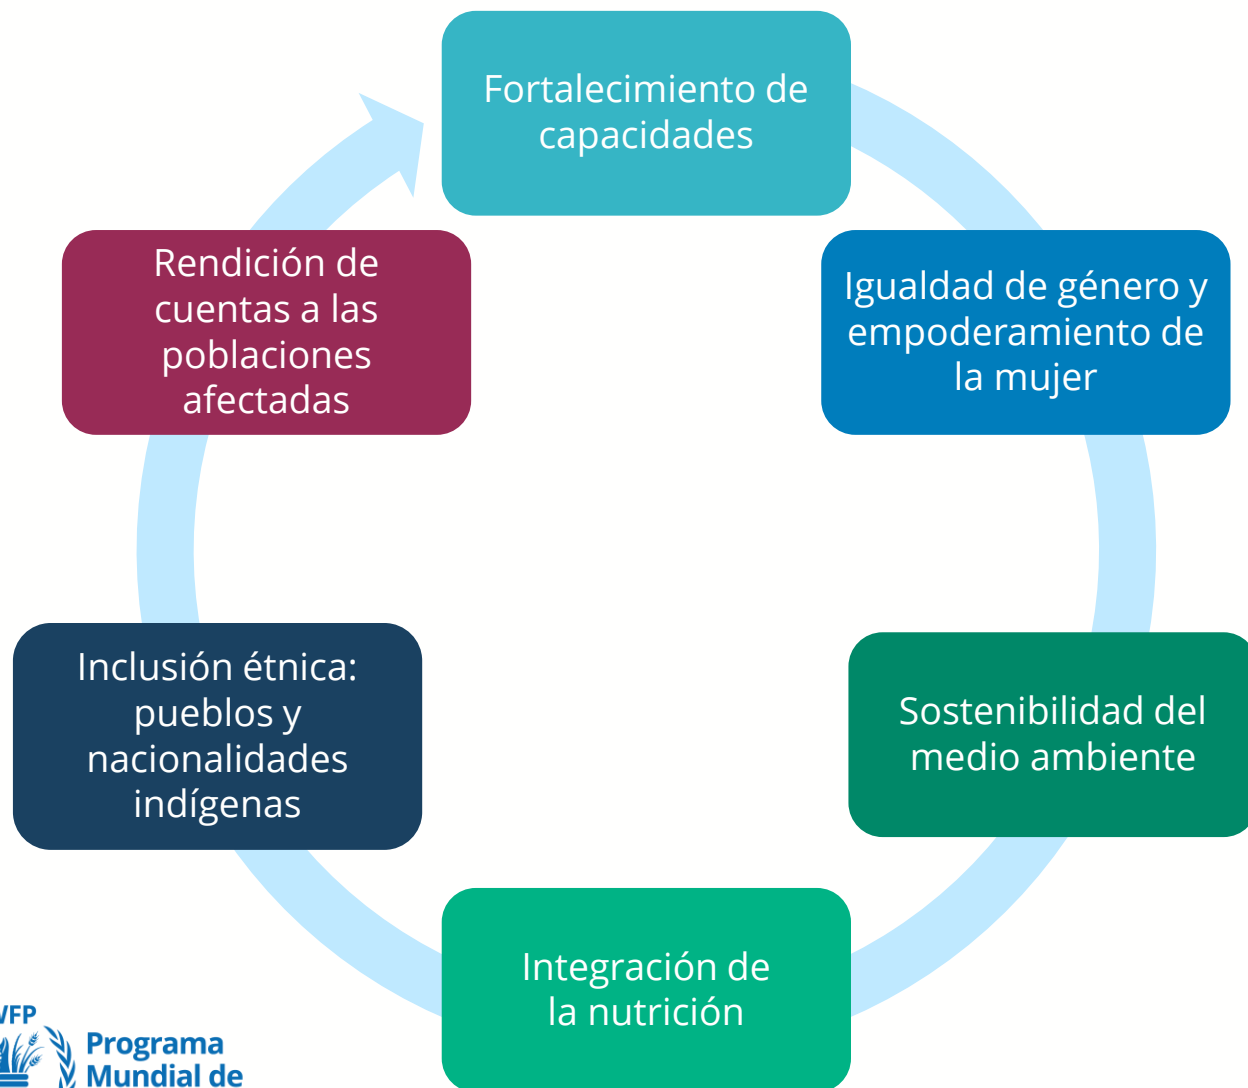 Fortalecimiento de
capacidades
Igualdad de género y
empoderamiento de
la mujer
Sostenibilidad del
medio ambiente
Integración de
la nutrición
Inclusión étnica:
pueblos y
nacionalidades
indígenas
Rendición de
cuentas a las
poblaciones
afectadas
WFP
Programa
Mundial de